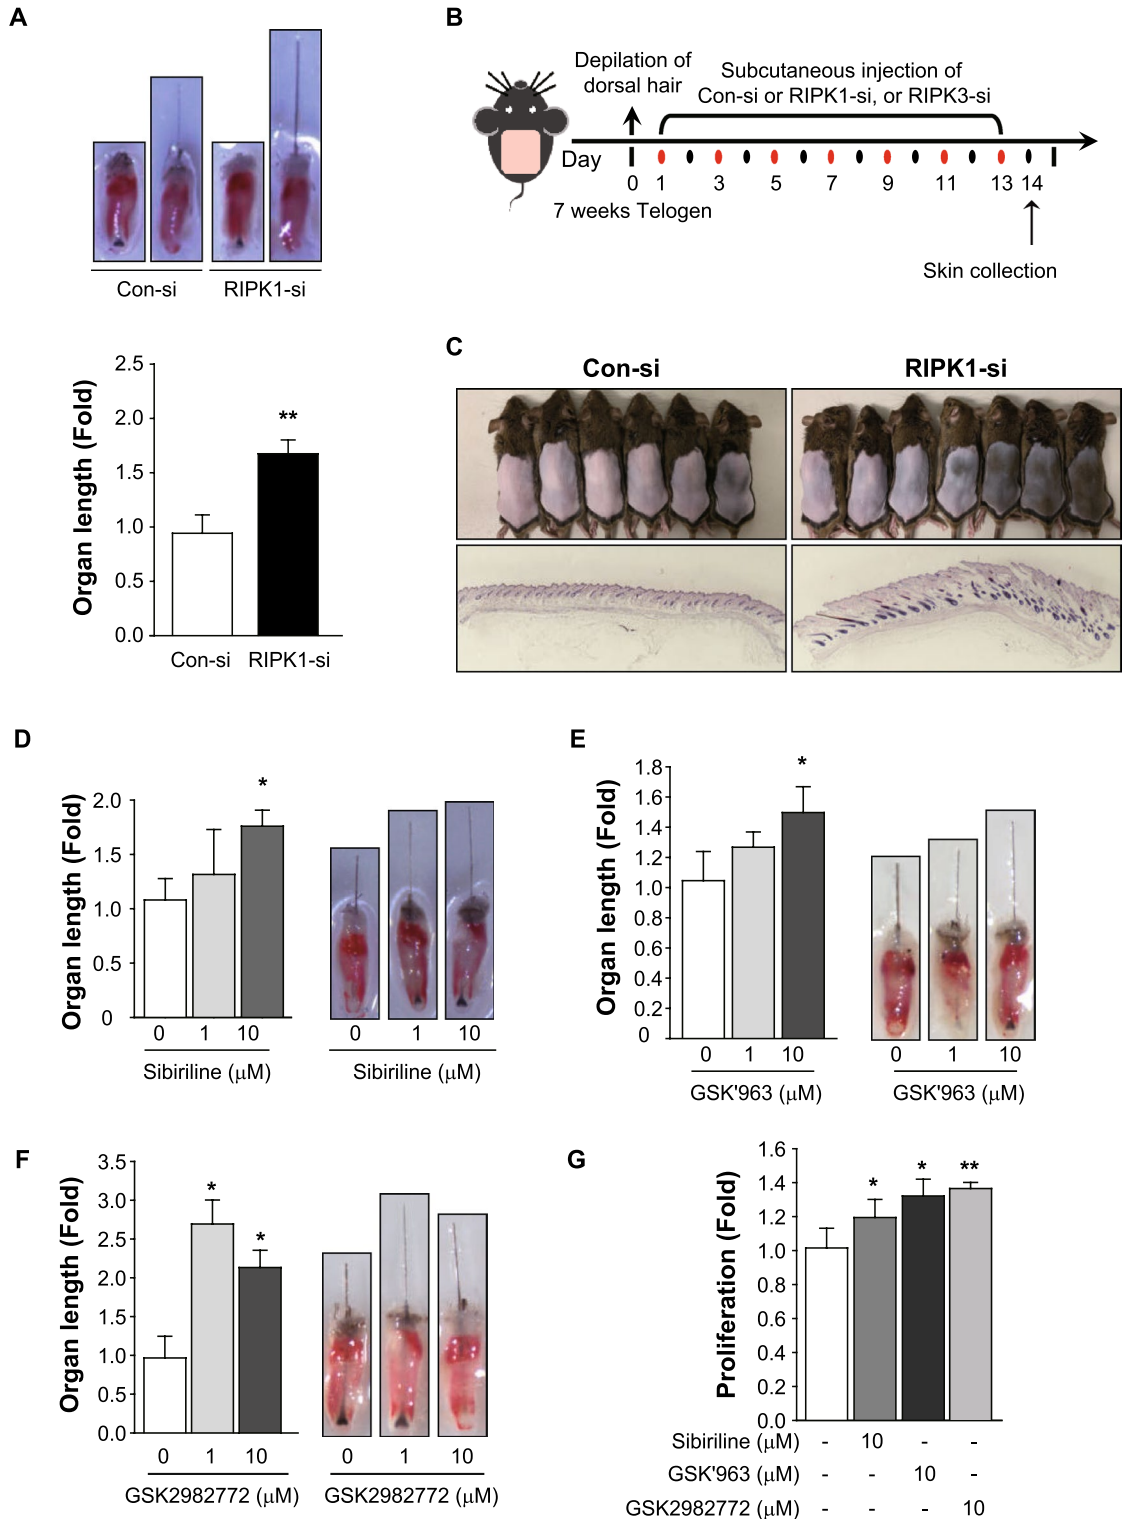 A
Con-si
RIPK1-si
2.5
2.0
1.5
1.0
0.5
0.0
Organ length (Fold)
**
Con-si
RIPK1-si
B
Depilation of
dorsal hair
Subcutaneous injection of
Con-si or RIPK1-si, or RIPK3-si
Day
0 1 3 5 7 9 11 13 14
7 weeks Telogen
Skin collection
C
Con-si
RIPK1-si
D
Organ length (Fold)
2.0
1.5
1.0
0.5
0
*
0 1 10
Sibiriline (μM)
0 1 10
Sibiriline (μM)
E
Organ length (Fold)
1.8
1.6
1.4
1.2
1.0
0.8
0.6
0.4
0.2
0
*
0 1 10
GSK'963 (μM)
0 1 10
GSK'963 (μM)
F
Organ length (Fold)
3.5
3.0
2.5
2.0
1.5
1.0
0.5
0.0
*
*
0 1 10
GSK2982772 (μM)
0 1 10
GSK2982772 (μM)
G
Proliferation (Fold)
1.6
1.4
1.2
1.0
0.8
0.6
0.4
0.2
0.0
* * **
Sibiriline (μM) - 10 - -
GSK'963 (μM) - - 10 -
GSK2982772 (μM) - - - 10